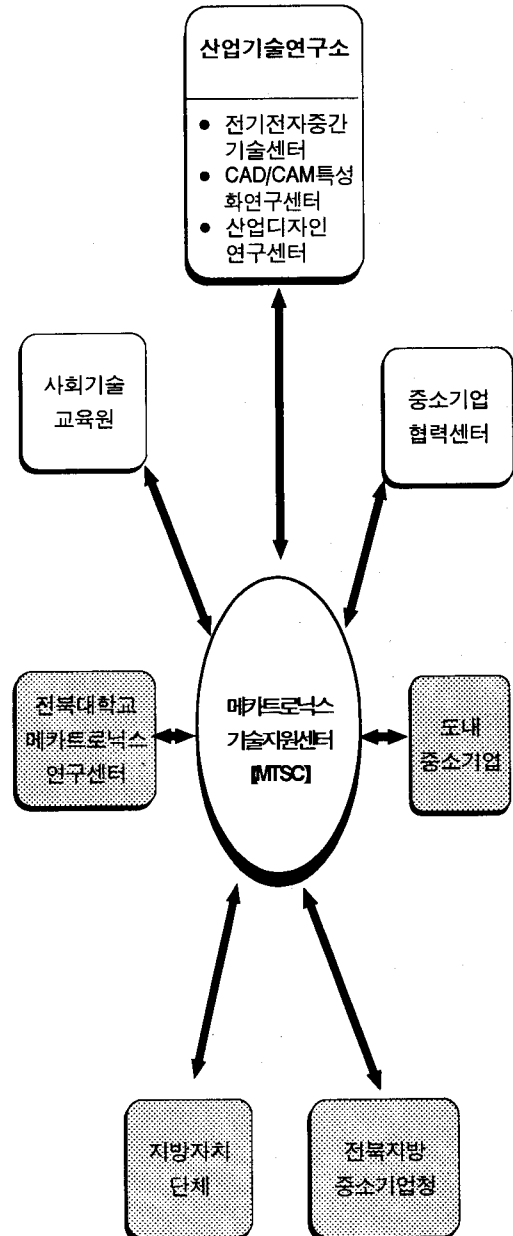 산업기술연구소
● 전기전자중간
기술센터
● CAD/CAM특성
화연구센터
● 산업디자인
연구센터
사회기술
교육원
중소기업
협력센터
전북대학교
메카트로닉스
연구센터
메카트로닉스
기술지원센터
[MTSC]
도내
중소기업
지방자치
단체
전북지방
중소기업청